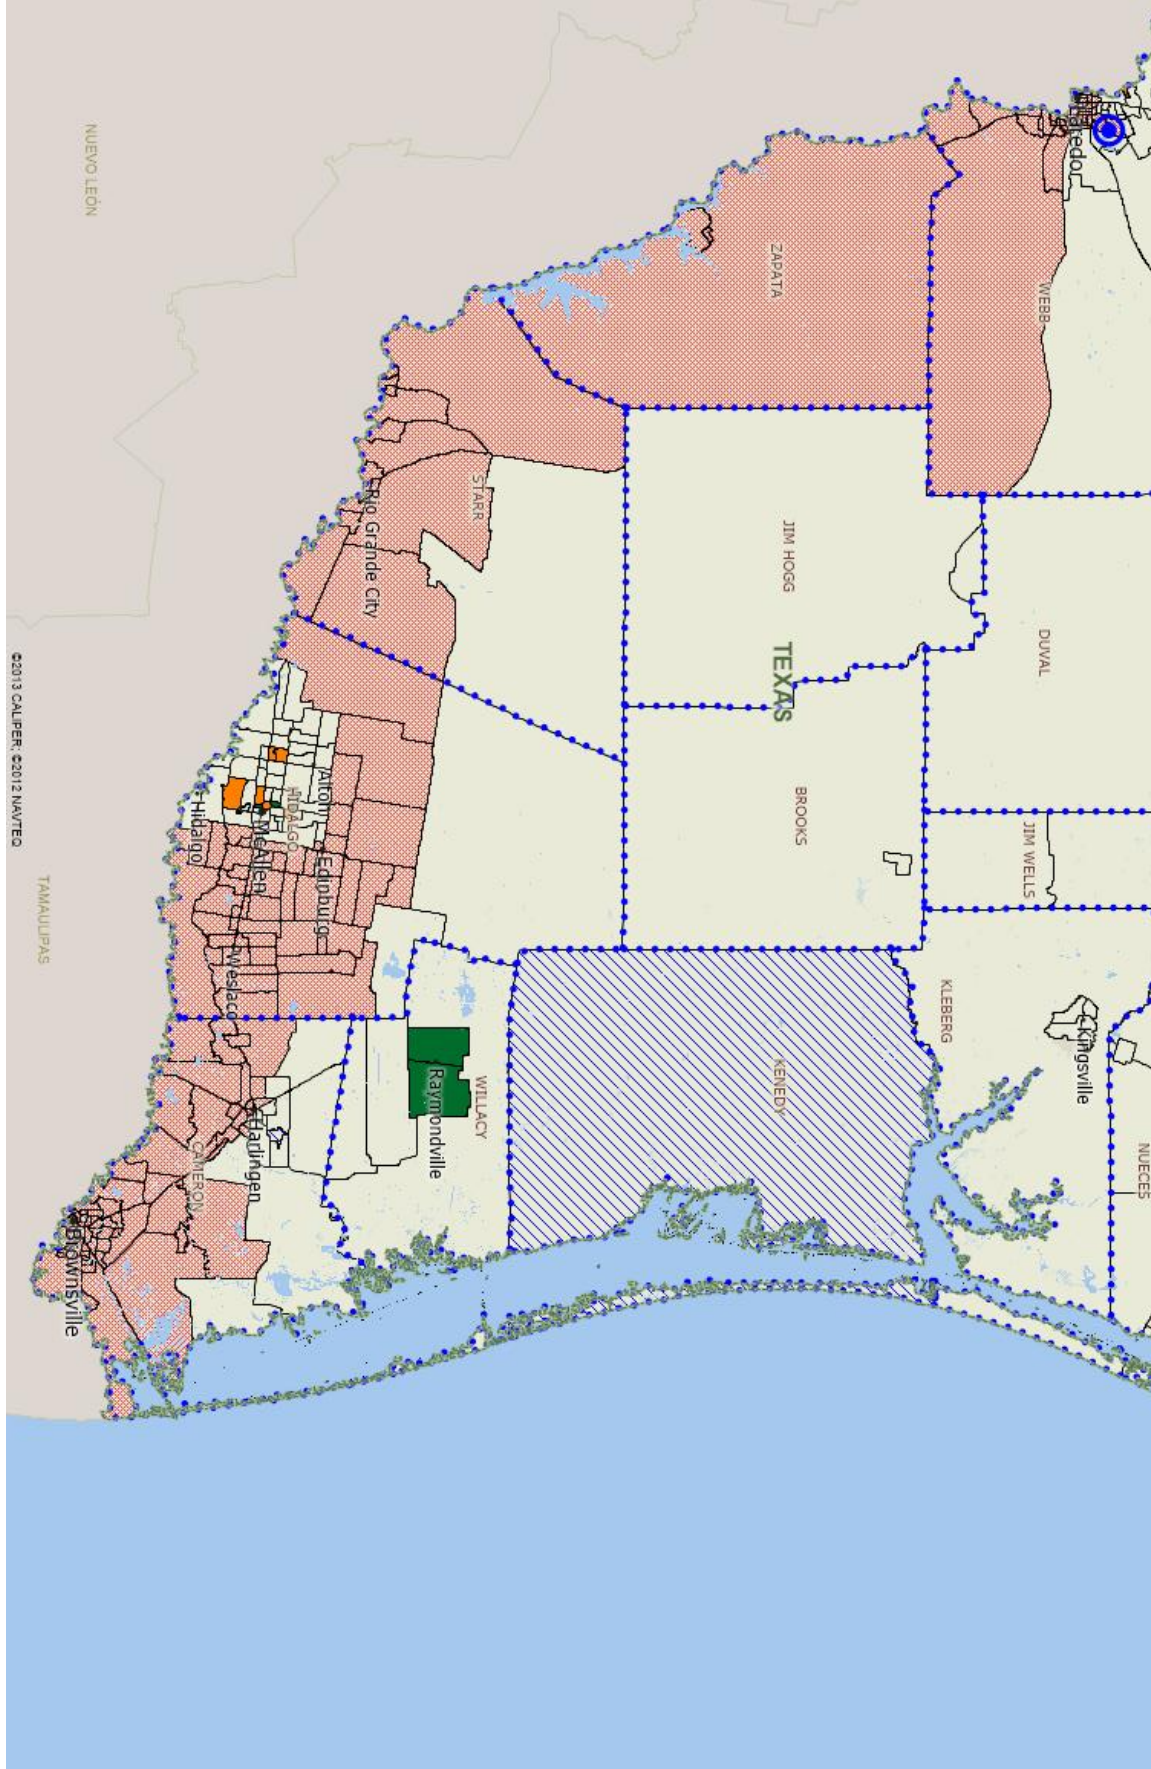 NUEVO LEÓN
Laredo
ZAPATA
WEBB
STARR
Rio Grande City
JIM HOGG
TEXAS
DUVAL
BROOKS
JIM WELLS
Alton
HIDALGO
Hidalgo
McAllen
Edinburg
Weslaco
TAMAULIPAS
KLEBERG
Kingsville
KENEDY
WILLACY
Raymondville
NUECES
Harlingen
CAMERON
Brownsville
©2013 CALIPER; ©2012 NAVTEQ